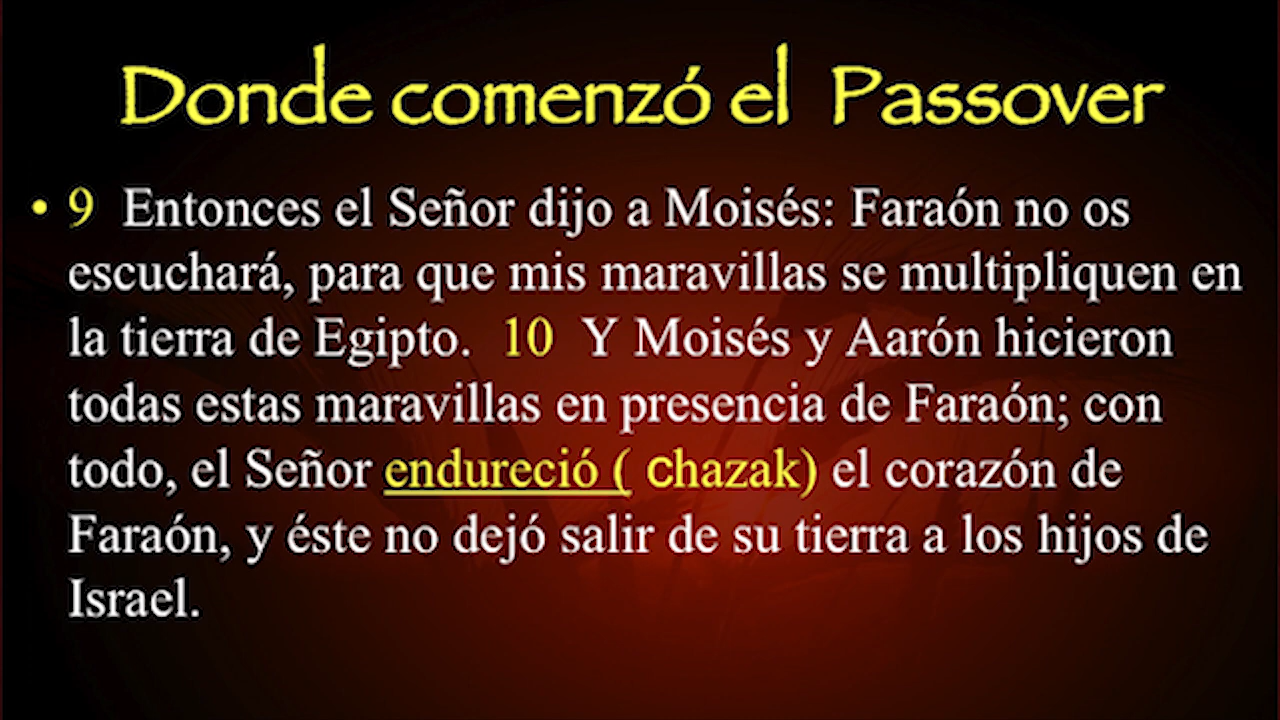 Donde comenzó el Passover
• 9 Entonces el Señor dijo a Moisés: Faraón no os
escuchará, para que mis maravillas se multipliquen en
la tierra de Egipto. 10 Y Moisés y Aarón hicieron
todas estas maravillas en presencia de Faraón; con
todo, el Señor endureció ( chazak) el corazón de
Faraón, y éste no dejó salir de su tierra a los hijos de
Israel.